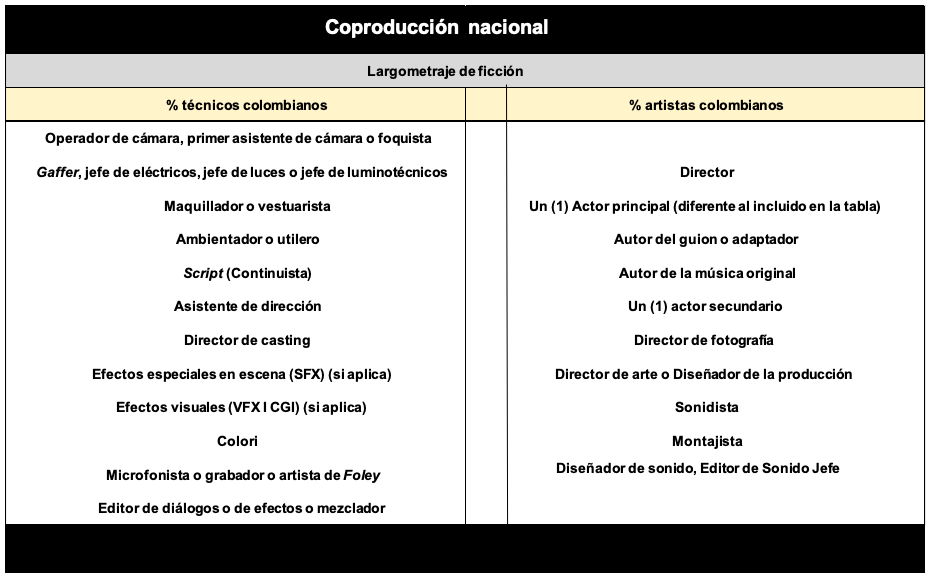 Coproducción nacional
Largometraje de ficción
% técnicos colombianos
Operador de cámara, primer asistente de cámara o foquista
Gaffer, jefe de eléctricos, jefe de luces o jefe de luminotécnicos
Maquillador o vestuarista
Ambientador o utilero
Script (Continuista)
Asistente de dirección
Director de casting
Efectos especiales en escena (SFX) (si aplica)
Efectos visuales (VFX I CGI) (si aplica)
Colori
Microfonista o grabador o artista de Foley
Editor de diálogos o de efectos o mezclador
% artistas colombianos
Director
Un (1) Actor principal (diferente al incluido en la tabla)
Autor del guion o adaptador
Autor de la música original
Un (1) actor secundario
Director de fotografía
Director de arte o Diseñador de la producción
Sonidista
Montajista
Diseñador de sonido, Editor de Sonido Jefe